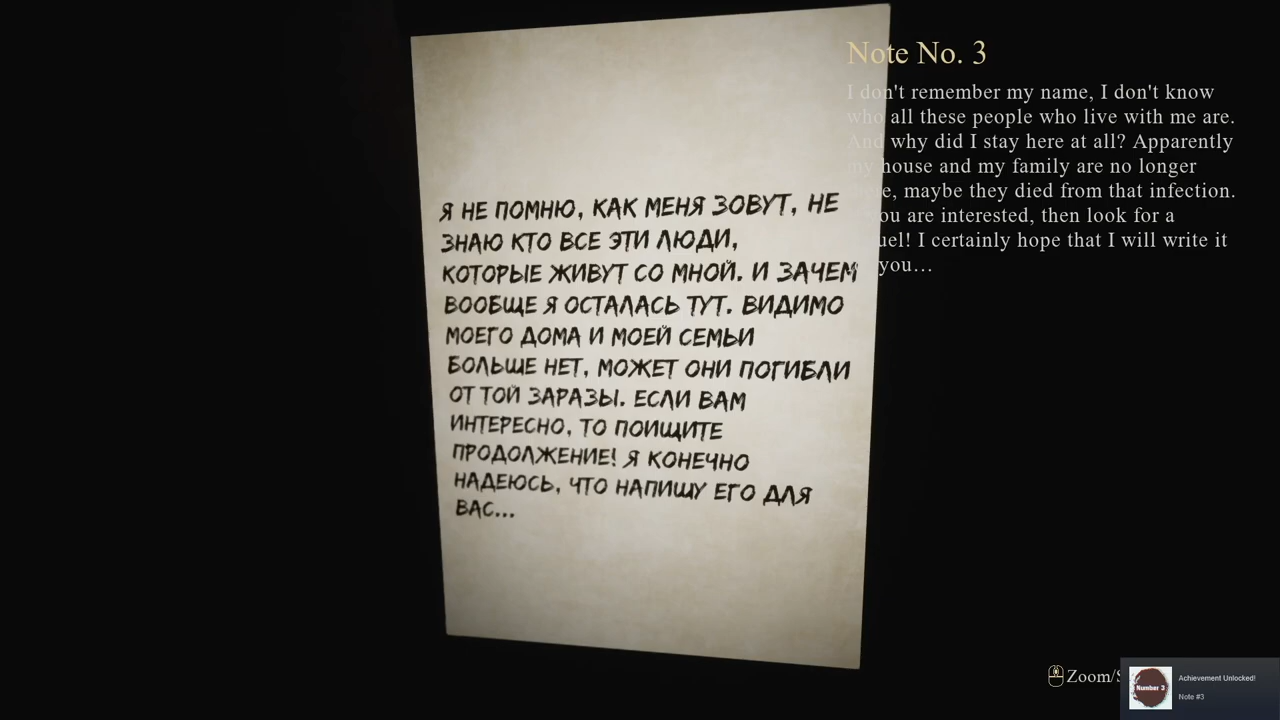 Я НЕ ПОМНЮ, КАК МЕНЯ ЗОВУТ, НЕ
ЗНАЮ КТО ВСЕ ЭТИ ЛЮДИ,
КОТОРЫЕ ЖИВУТ СО МНОЙ. И ЗАЧЕМ
ВООБЩЕ Я ОСТАЛАСЬ ТУТ. ВИДИМО
МОЕГО ДОМА И МОЕЙ СЕМЬИ
БОЛЬШЕ НЕТ, МОЖЕТ ОНИ ПОГИБЛИ
ОТ ТОЙ ЗАРАЗЫ. ЕСЛИ ВАМ
ИНТЕРЕСНО, ТО ПОИЩИТЕ
ПРОДОЛЖЕНИЕ! Я КОНЕЧНО
НАДЕЮСЬ, ЧТО НАПИШУ ЕГО ДЛЯ
ВАС...
Note No. 3
I don't remember my name, I don't know
who all these people who live with me are.
And why did I stay here at all? Apparently
my house and my family are no longer
maybe they died from that infection.
you are interested, then look for a
I certainly hope that I will write it
you...
Zoom/
Number 3
Achievement Unlocked!
Note #3